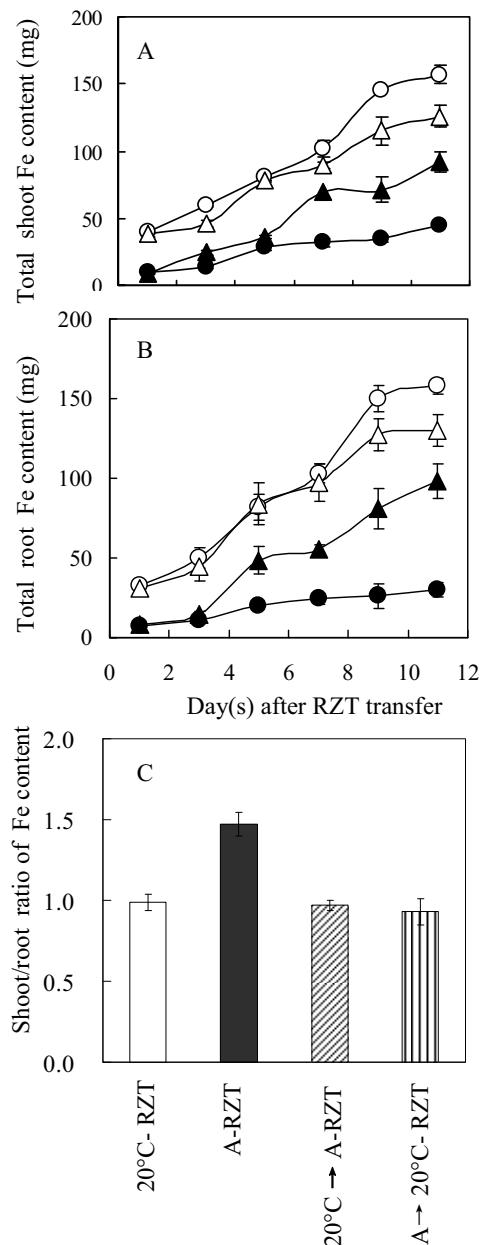 A
Total shoot Fe content (mg)
200
150
100
50
0
B
Total root Fe content (mg)
200
150
100
50
0
0 2 4 6 8 10 12
Day(s) after RZT transfer
C
Shoot/root ratio of Fe content
2.0
1.5
1.0
0.5
0.0
20°C- RZT
A-RZT
20°C → A-RZT
A → 20°C- RZT